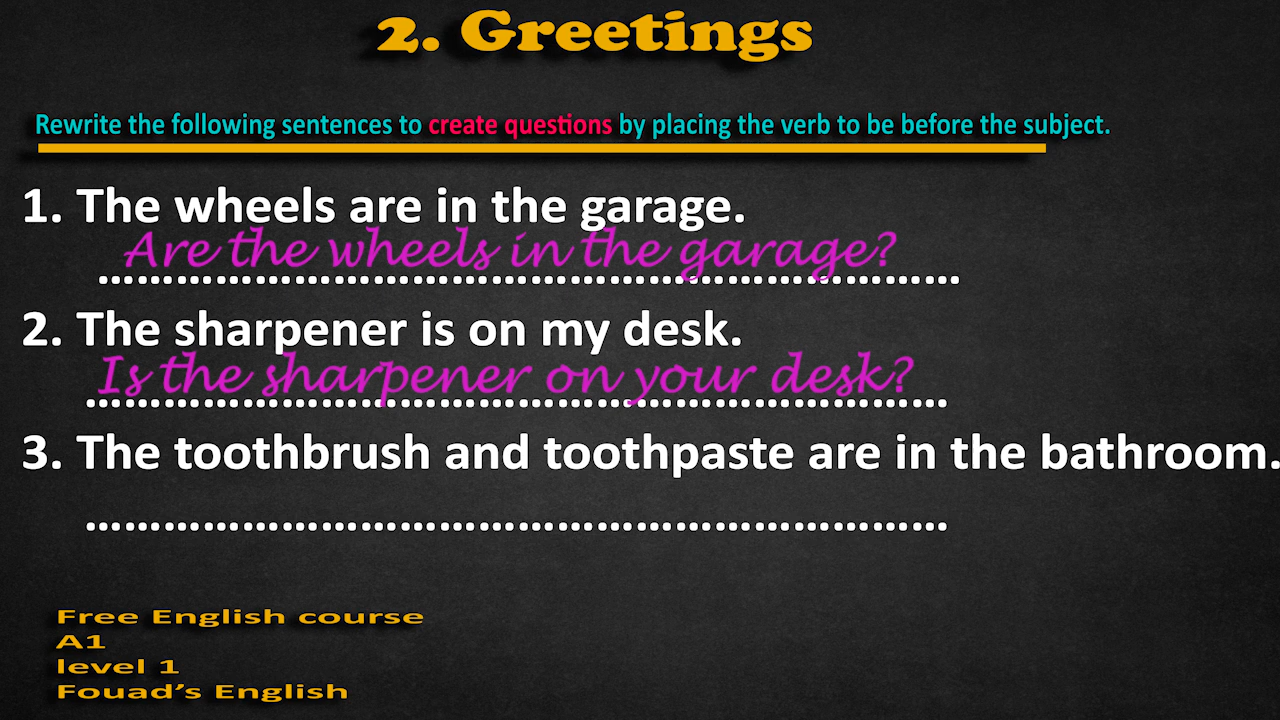 2. Greetings
Rewrite the following sentences to create questions by placing the verb to be before the subject.
1. The wheels are in the garage.
Are the wheels in the garage?
................................................................
2. The sharpener is on my desk.
Is the sharpener on your desk?
................................................................
3. The toothbrush and toothpaste are in the bathroom.
................................................................
Free English course
A1
level 1
Fouad's English